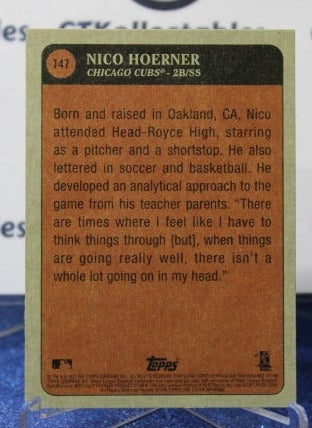 747
NICO HOERNER
CHICAGO CUBS® - 2B/SS
Born and raised in Oakland, CA, Nico
attended Head-Royce High, starring
as a pitcher and a shortstop. He also
lettered in soccer and basketball. He
developed an analytical approach to the
game from his teacher parents. “There
are times where I feel like I have to
think things through [but], when things
are going really well, there isn’t a
whole lot going on in my head.”
topps